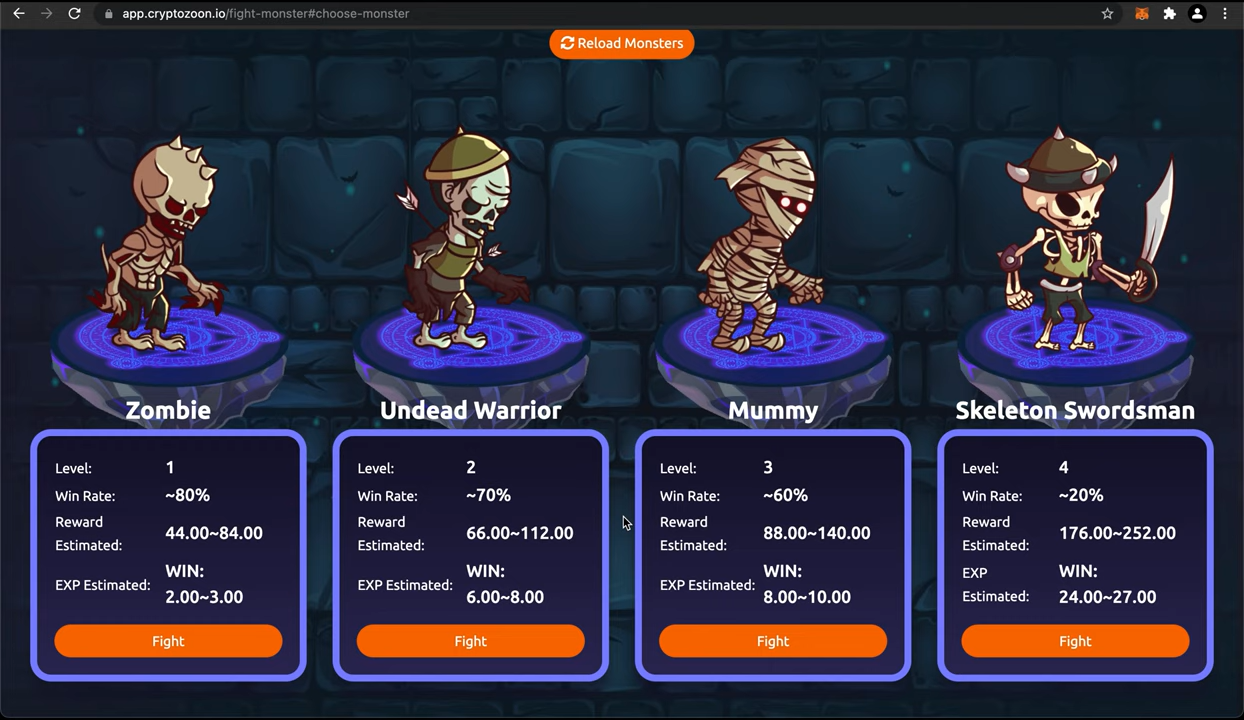 app.cryptozoon.io/fight-monster#choose-monster
Reload Monsters
Zombie
Level: 1
Win Rate: ~80%
Reward
Estimated: 44.00~84.00
EXP Estimated: WIN:
2.00~3.00
Fight
Undead Warrior
Level: 2
Win Rate: ~70%
Reward
Estimated: 66.00~112.00
EXP Estimated: WIN:
6.00~8.00
Fight
Mummy
Level: 3
Win Rate: ~60%
Reward
Estimated: 88.00~140.00
EXP Estimated: WIN:
8.00~10.00
Fight
Skeleton Swordsman
Level: 4
Win Rate: ~20%
Reward
Estimated: 176.00~252.00
EXP WIN:
Estimated: 24.00~27.00
Fight